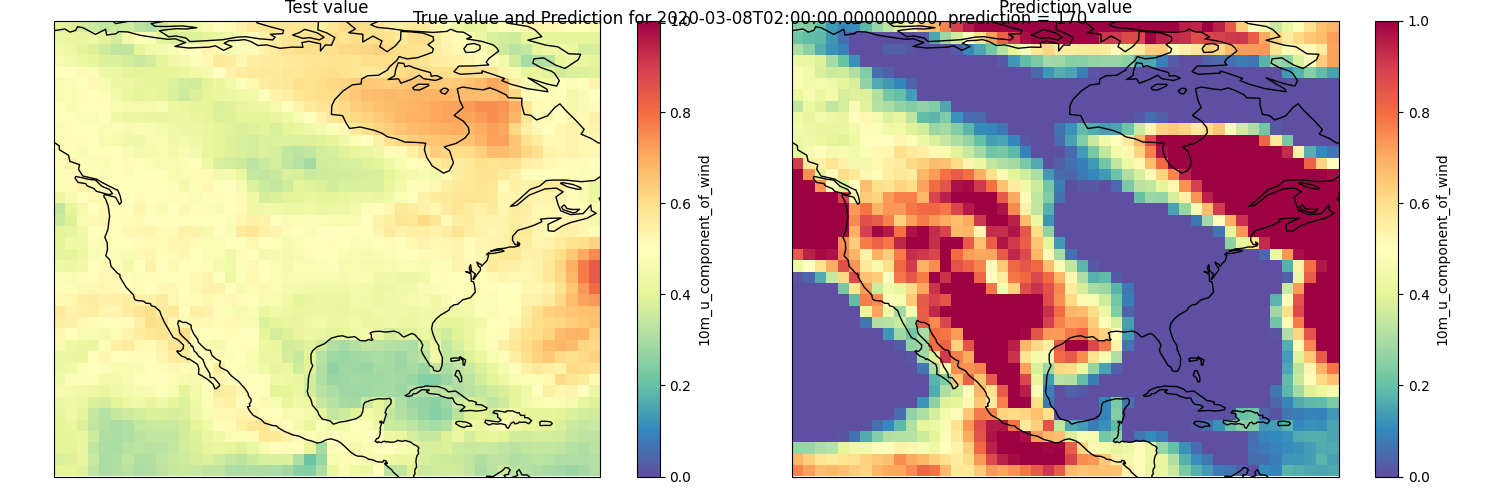 Test value
Prediction value
True value and Prediction for 2020-03-08T02:00:00.000000000, prediction = 170
1.0
0.8
0.6
0.4
0.2
0.0
10m_u_component_of_wind
1.0
0.8
0.6
0.4
0.2
0.0
10m_u_component_of_wind